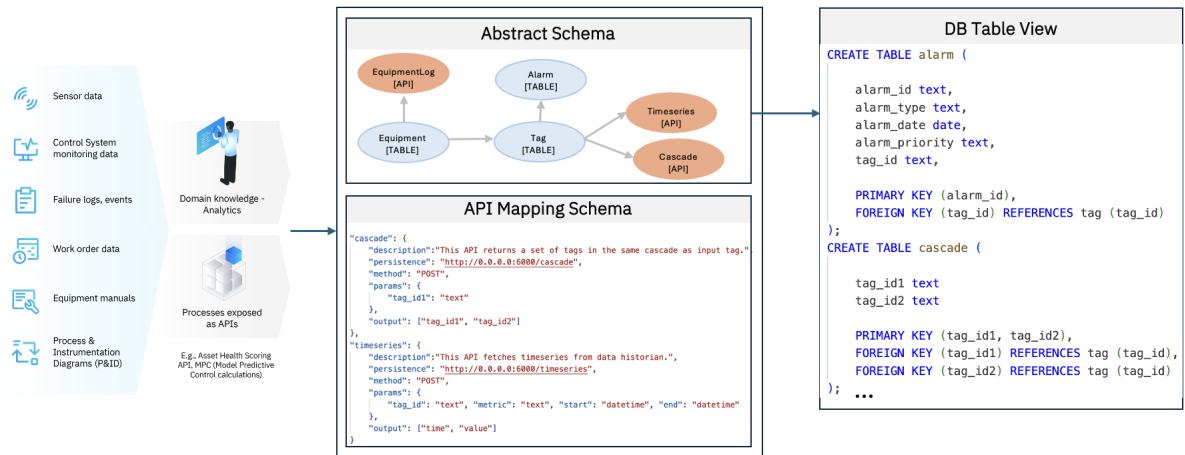 Sensor data
Control System
monitoring data
Failure logs, events
Work order data
Equipment manuals
Process &
Instrumentation
Diagrams (P&ID)
Domain knowledge -
Analytics
Processes exposed
as APIs
E.g., Asset Health Scoring
API, MPC (Model Predictive
Control calculations)
Abstract Schema
EquipmentLog
[API]
Alarm
[TABLE]
Timeseries
[API]
Equipment
[TABLE]
Tag
[TABLE]
Cascade
[API]
API Mapping Schema
"cascade": {
"description":"This API returns a set of tags in the same cascade as input tag."
"persistence": "http://0.0.0.0:6000/cascade",
"method": "POST",
"params": {
"tag_id1": "text"
},
"output": ["tag_id1", "tag_id2"]
},
"timeseries": {
"description":"This API fetches timeseries from data historian.",
"persistence": "http://0.0.0.0:6000/timeseries",
"method": "POST",
"params": {
"tag_id": "text", "metric": "text", "start": "datetime", "end": "datetime"
},
"output": ["time", "value"]
}
DB Table View
CREATE TABLE alarm (
alarm_id text,
alarm_type text,
alarm_date date,
alarm_priority text,
tag_id text,
PRIMARY KEY (alarm_id),
FOREIGN KEY (tag_id) REFERENCES tag (tag_id)
);
CREATE TABLE cascade (
tag_id1 text
tag_id2 text
PRIMARY KEY (tag_id1, tag_id2),
FOREIGN KEY (tag_id1) REFERENCES tag (tag_id),
FOREIGN KEY (tag_id2) REFERENCES tag (tag_id)
); ...